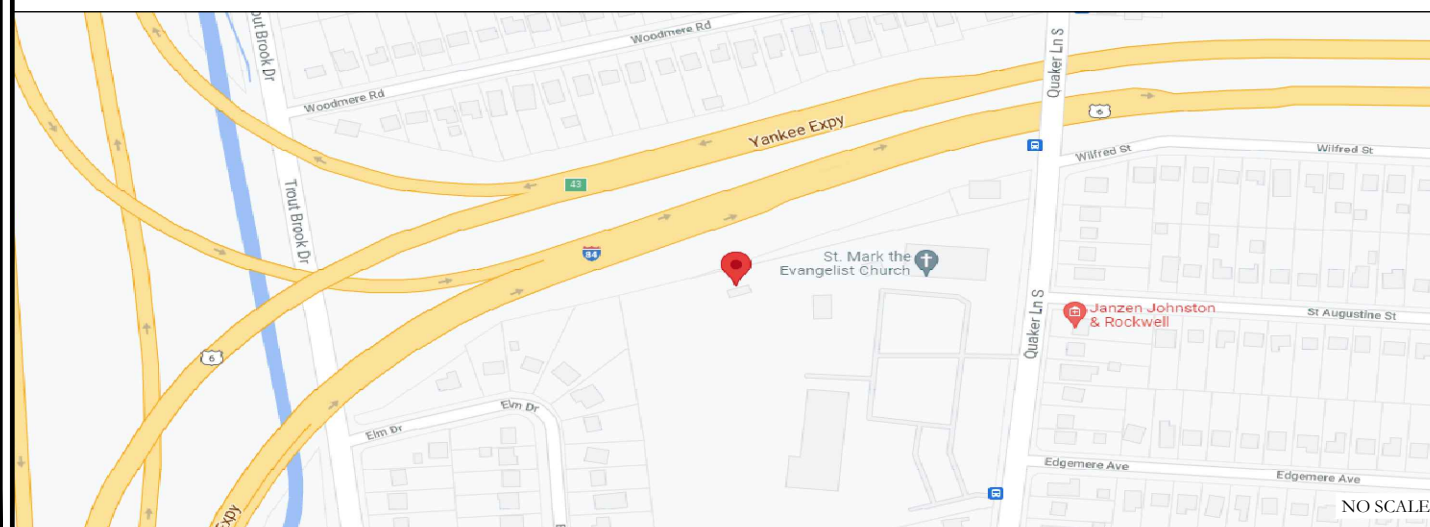 out Brook Dr
Woodmere Rd
Quaker Ln S
Woodmere Rd
Yankee Expy
6
Wilfred St
Wilfred St
43
Trout Brook Dr
84
St. Mark the
Evangelist Church
Quaker Ln S
Janzen Johnston
& Rockwell
St Augustine St
6
Elm Dr
Elm Dr
Edgemere Ave
Edgemere Ave
NO SCALE